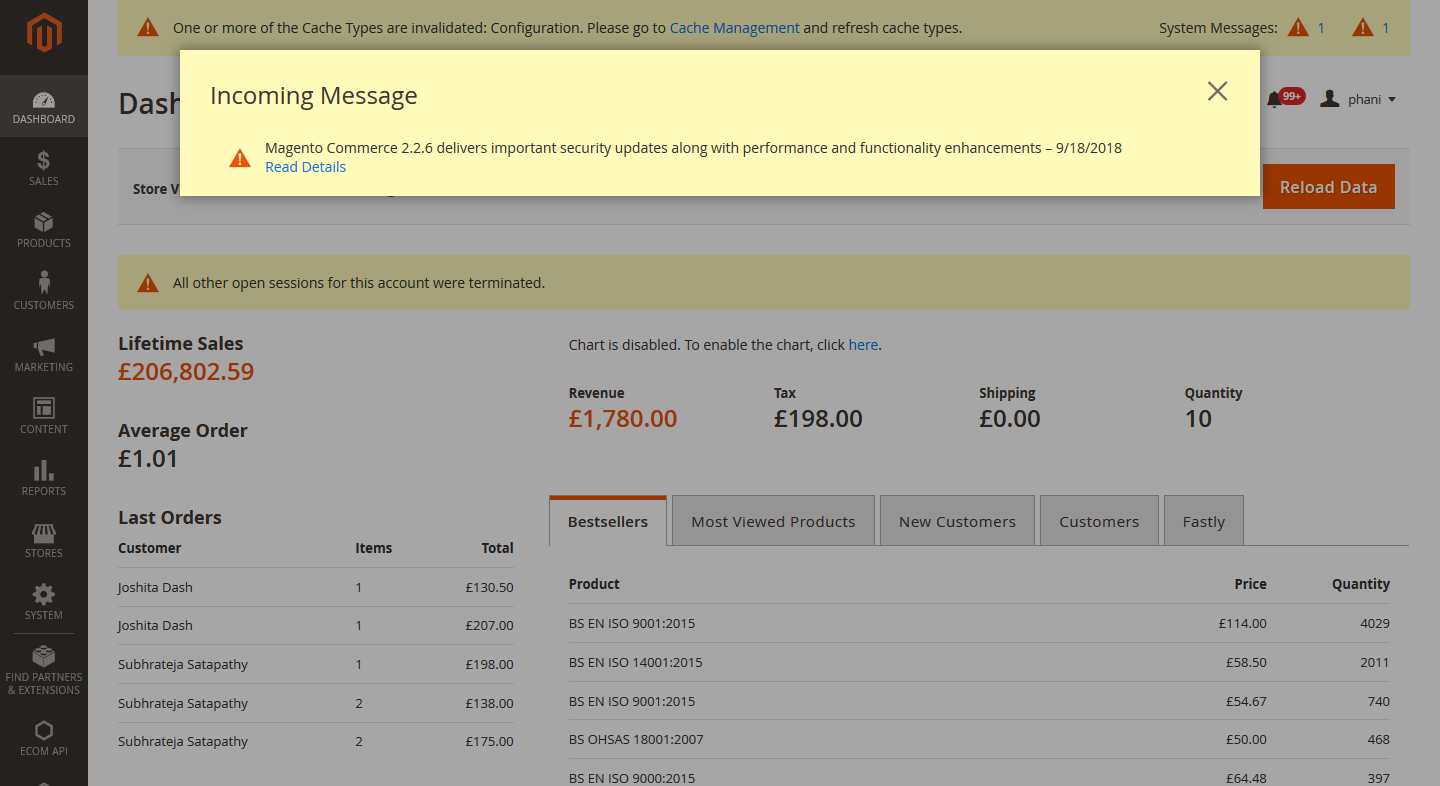 One or more of the Cache Types are invalidated: Configuration. Please go to Cache Management and refresh cache types.
System Messages: 1 1
Incoming Message
Magento Commerce 2.2.6 delivers important security updates along with performance and functionality enhancements – 9/18/2018
Read Details
Dash
99+
phani
Store V
Reload Data
All other open sessions for this account were terminated.
DASHBOARD
SALES
PRODUCTS
CUSTOMERS
MARKETING
CONTENT
REPORTS
STORES
SYSTEM
FIND PARTNERS
& EXTENSIONS
ECOM API
Lifetime Sales
£206,802.59
Average Order
£1.01
Last Orders
Customer Items Total
Joshita Dash 1 £130.50
Joshita Dash 1 £207.00
Subhrateja Satapathy 1 £198.00
Subhrateja Satapathy 2 £138.00
Subhrateja Satapathy 2 £175.00
Chart is disabled. To enable the chart, click here.
Revenue Tax Shipping Quantity
£1,780.00 £198.00 £0.00 10
Bestsellers Most Viewed Products New Customers Customers Fastly
Product Price Quantity
BS EN ISO 9001:2015 £114.00 4029
BS EN ISO 14001:2015 £58.50 2011
BS EN ISO 9001:2015 £54.67 740
BS OHSAS 18001:2007 £50.00 468
BS EN ISO 9000:2015 £64.48 397